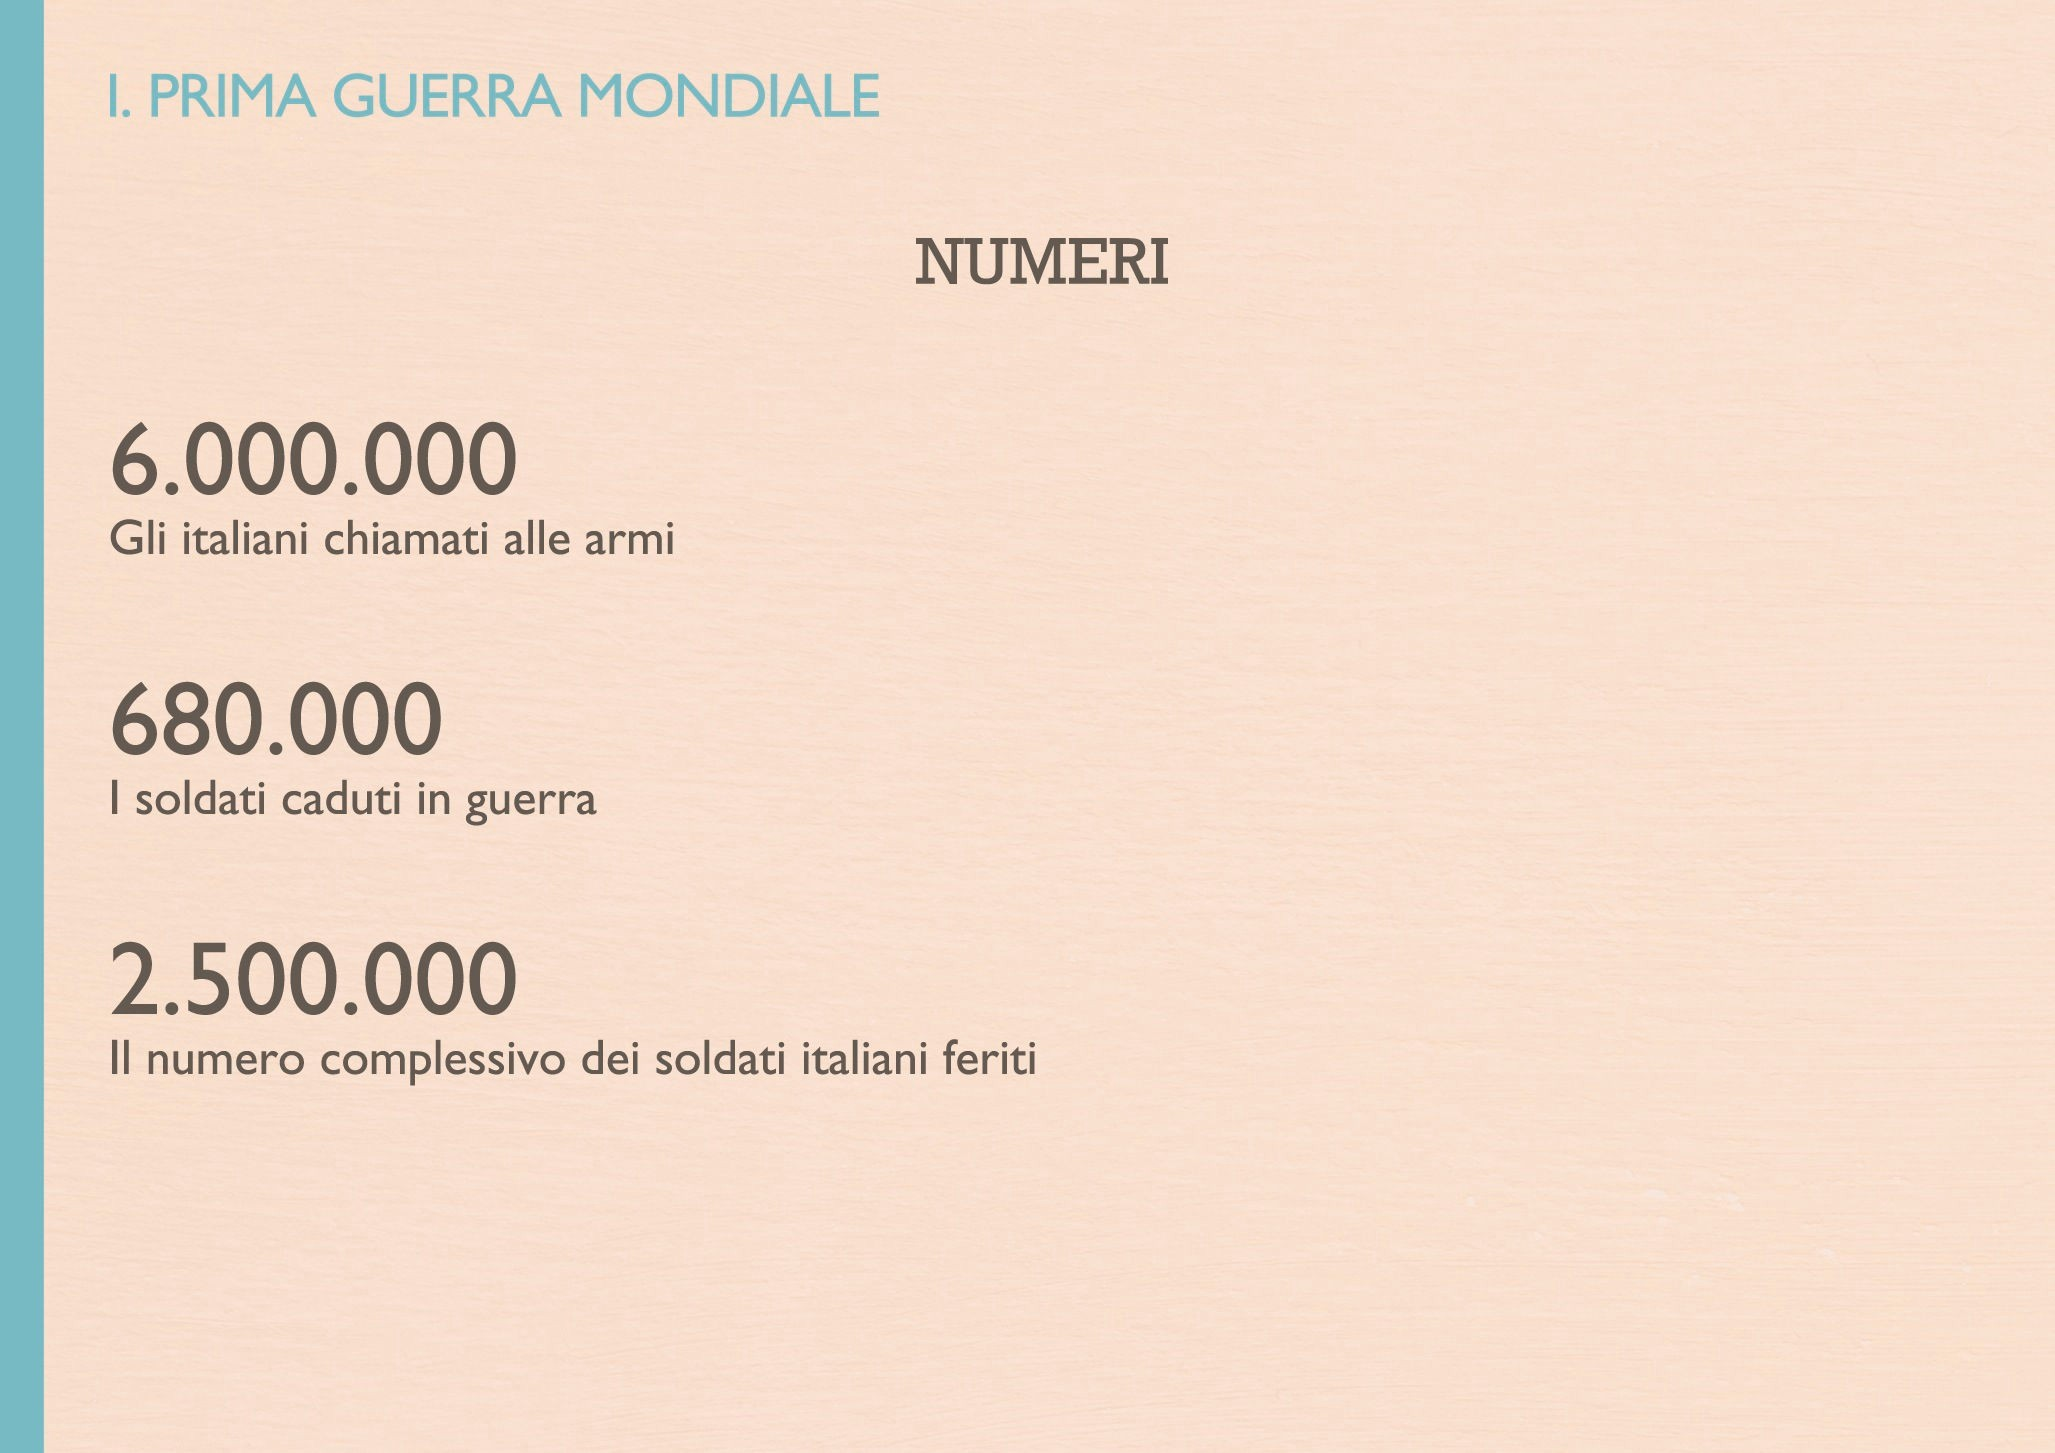 I. PRIMA GUERRA MONDIALE
NUMERI
6.000.000
Gli italiani chiamati alle armi
680.000
I soldati caduti in guerra
2.500.000
Il numero complessivo dei soldati italiani feriti